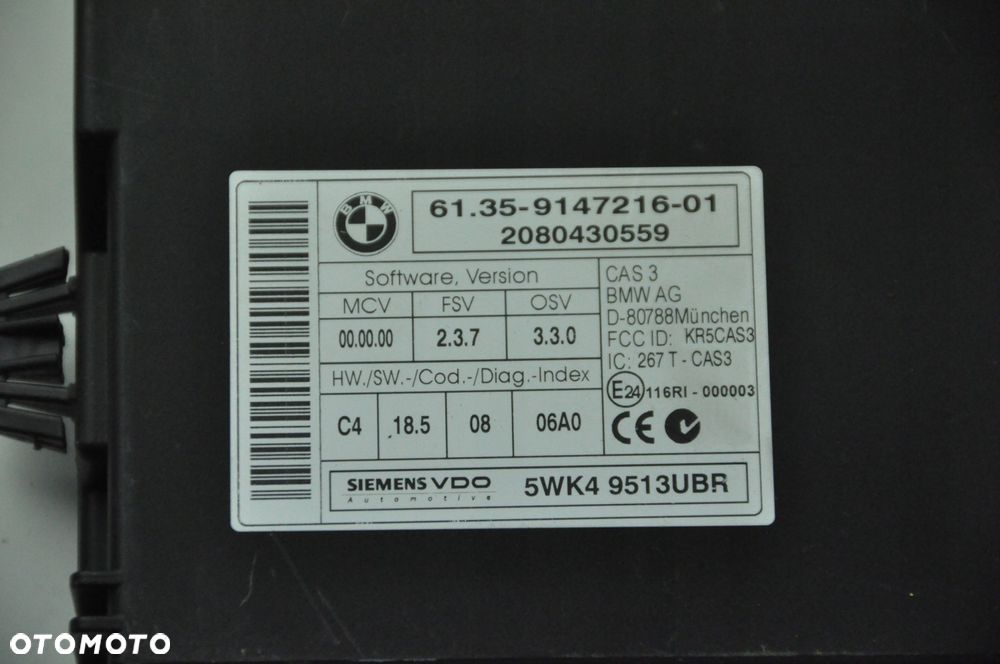 BMW
61.35-9147216-01
2080430559
Software, Version
MCV FSV OSV
00.00.00 2.3.7 3.3.0
HW./SW.-/Cod.-/Diag.-Index
C4 18.5 08 06A0
CAS 3
BMW AG
D-80788München
FCC ID: KR5CAS3
IC: 267 T - CAS3
E24 116RI - 000003
CE
SIEMENS VDO
Automotive
5WK4 9513UBR
OTOMOTO